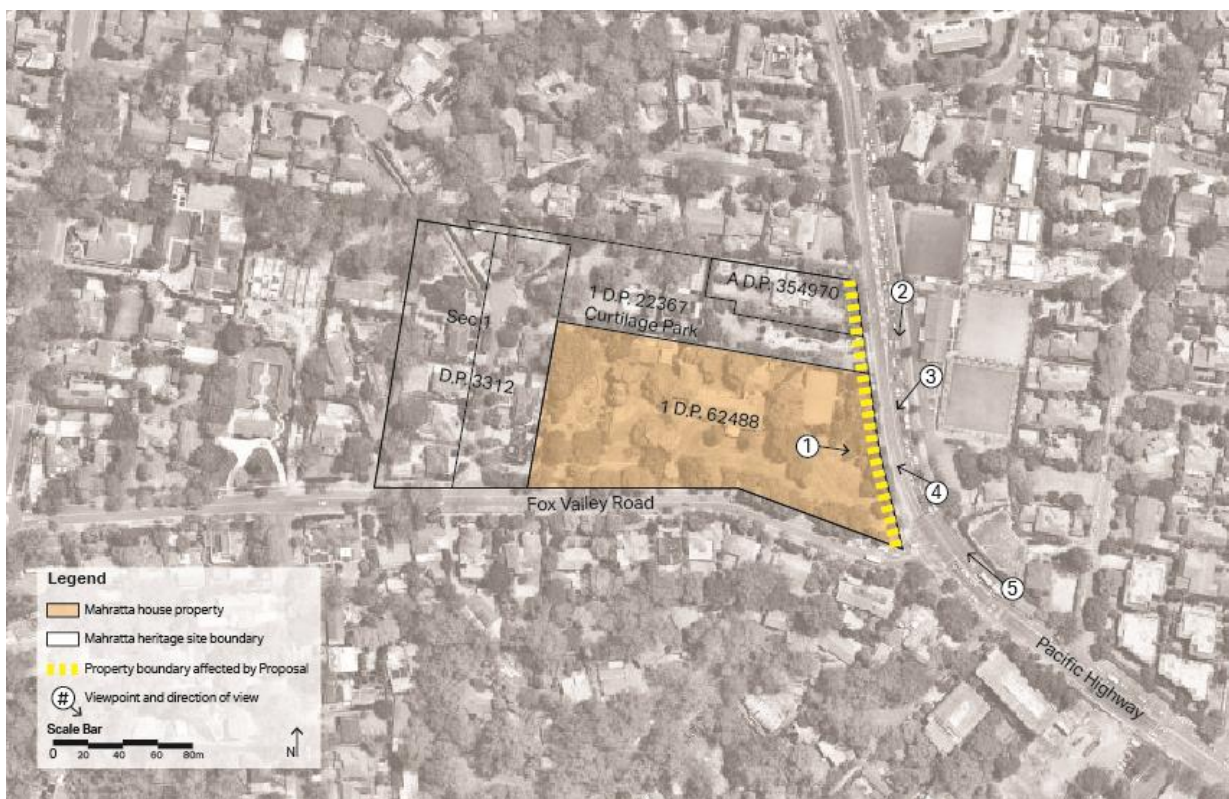 A D.P. 354970
1 D.P. 22367
Curtilage Park
Sec 1
D.P. 3312
1 D.P. 62488
2
3
1
4
5
Fox Valley Road
Pacific Highway
Legend
Mahratta house property
Mahratta heritage site boundary
Property boundary affected by Proposal
# Viewpoint and direction of view
Scale Bar
0 20 40 60 80m
N